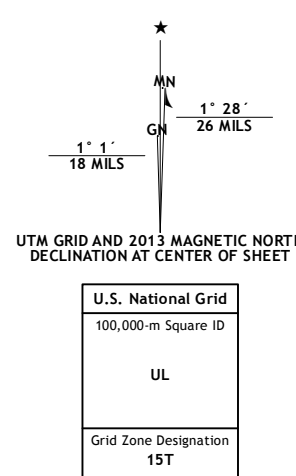 ★
MN
1° 28´
26 MILS
GN
1° 1´
18 MILS
UTM GRID AND 2013 MAGNETIC NORTH
DECLINATION AT CENTER OF SHEET
U.S. National Grid
100,000-m Square ID
UL
Grid Zone Designation
15T